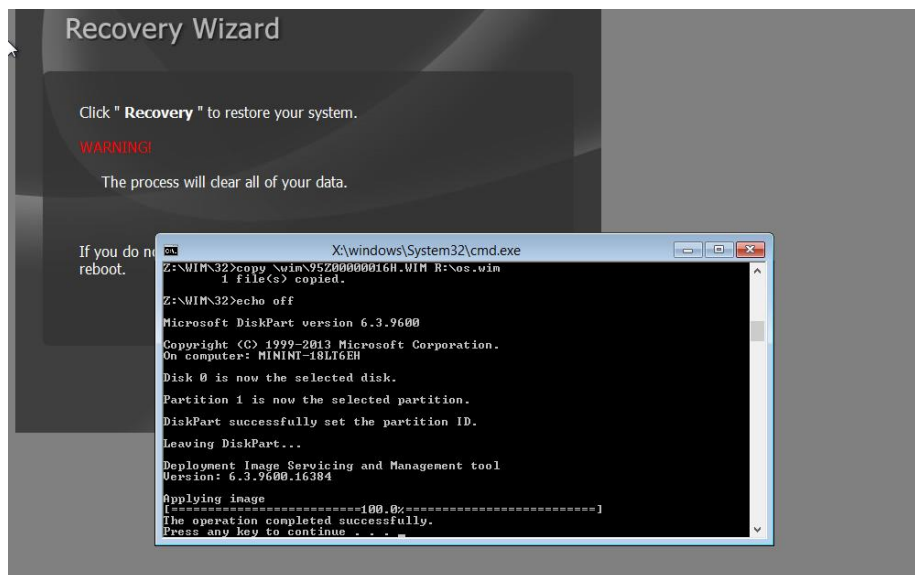 Recovery Wizard
Click " Recovery " to restore your system.
WARNING!
The process will clear all of your data.
If you do
reboot.
X:\windows\System32\cmd.exe
Z:\WIM\32>copy \wim\95Z00000016H.WIM R:\os.wim
1 file(s) copied.
Z:\WIM\32>echo off
Microsoft DiskPart version 6.3.9600
Copyright (C) 1999-2013 Microsoft Corporation.
On computer: MININT-18LT6EH
Disk 0 is now the selected disk.
Partition 1 is now the selected partition.
DiskPart successfully set the partition ID.
Leaving DiskPart...
Deployment Image Servicing and Management tool
Version: 6.3.9600.16384
Applying image
[==========================100.0%==========================]
The operation completed successfully.
Press any key to continue . . .